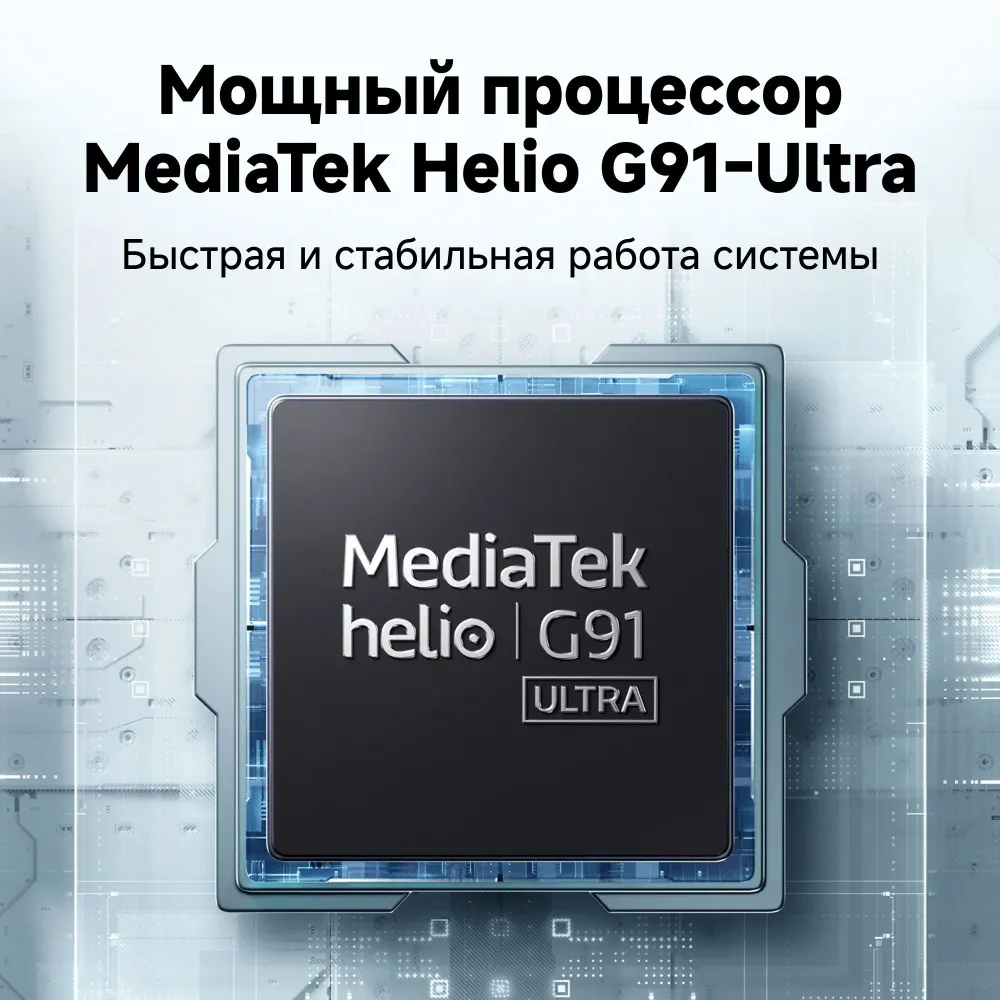 Мощный процессор
MediaTek Helio G91-Ultra
Быстрая и стабильная работа системы
MediaTek
helio | G91
ULTRA